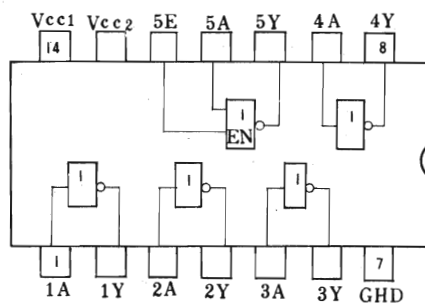 Vcc1 Vcc2 5E 5A 5Y 4A 4Y
14 8
1 1
EN
1 1 1
1 7
1A 1Y 2A 2Y 3A 3Y GHD